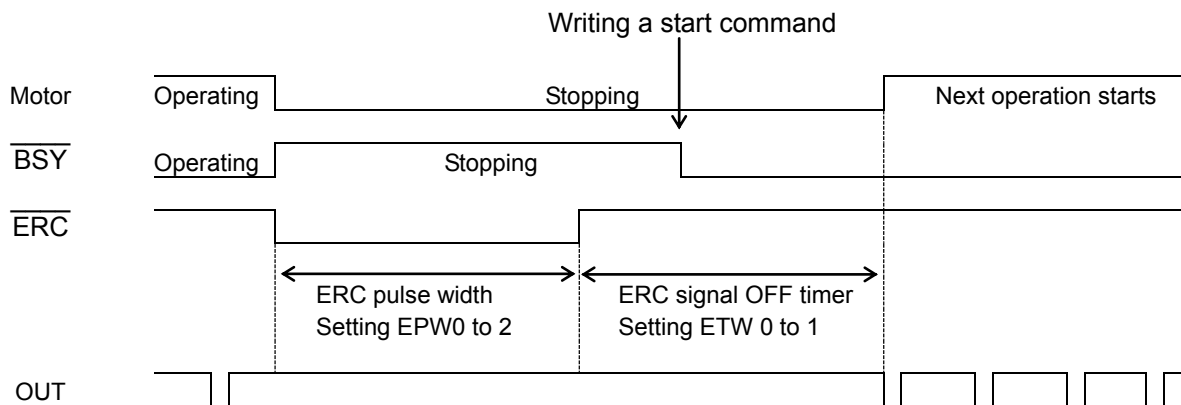 Writing a start command
Motor Operating Stopping Next operation starts
BSY Operating Stopping
ERC
ERC pulse width ERC signal OFF timer
Setting EPW0 to 2 Setting ETW 0 to 1
OUT